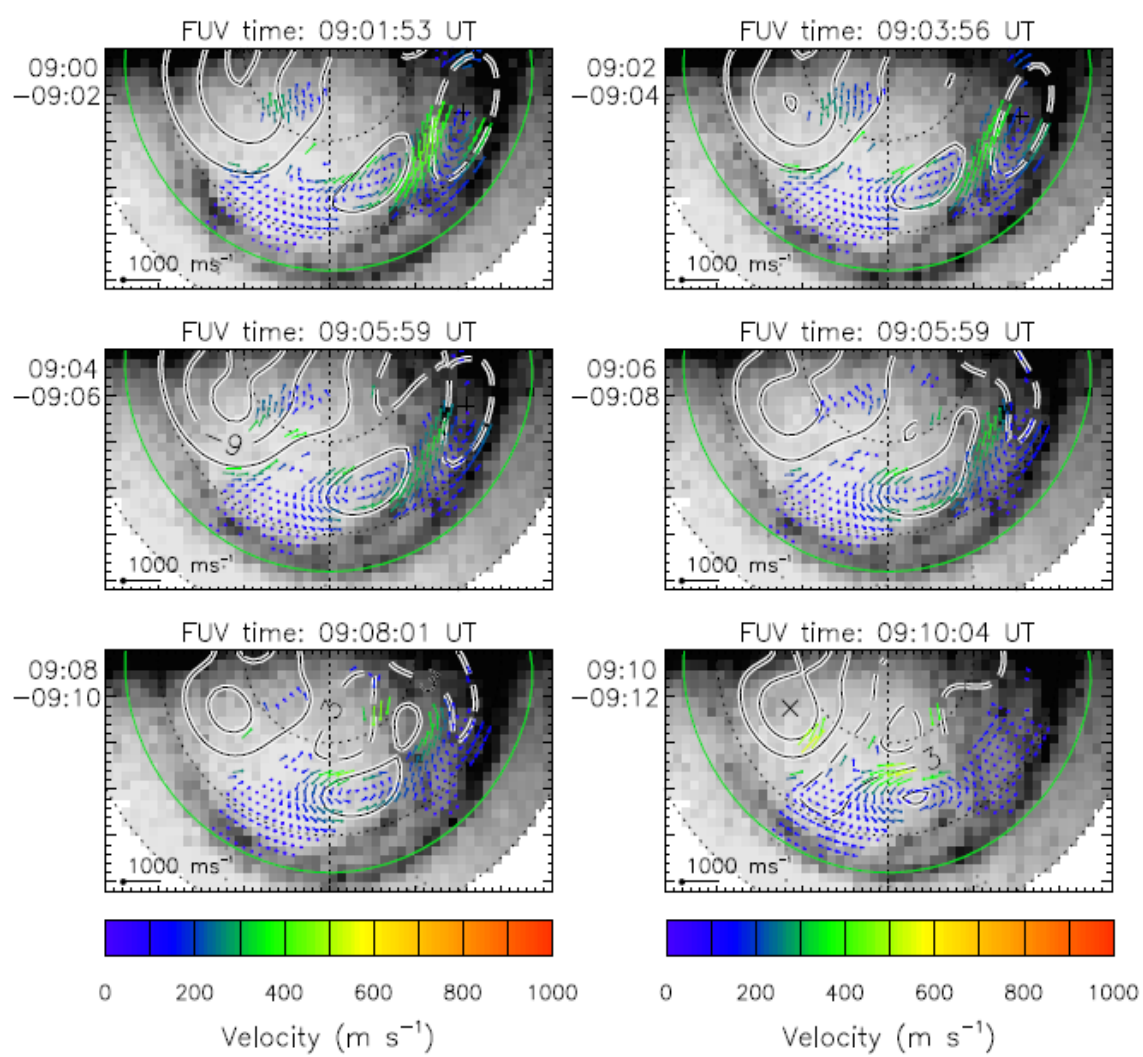 FUV time: 09:01:53 UT
09:00
−09:02
1000 ms⁻¹
FUV time: 09:03:56 UT
09:02
−09:04
1000 ms⁻¹
FUV time: 09:05:59 UT
09:04
−09:06
−9
1000 ms⁻¹
FUV time: 09:05:59 UT
09:06
−09:08
1000 ms⁻¹
FUV time: 09:08:01 UT
09:08
−09:10
3
1000 ms⁻¹
FUV time: 09:10:04 UT
09:10
−09:12
3
1000 ms⁻¹
0 200 400 600 800 1000
Velocity (m s⁻¹)
0 200 400 600 800 1000
Velocity (m s⁻¹)